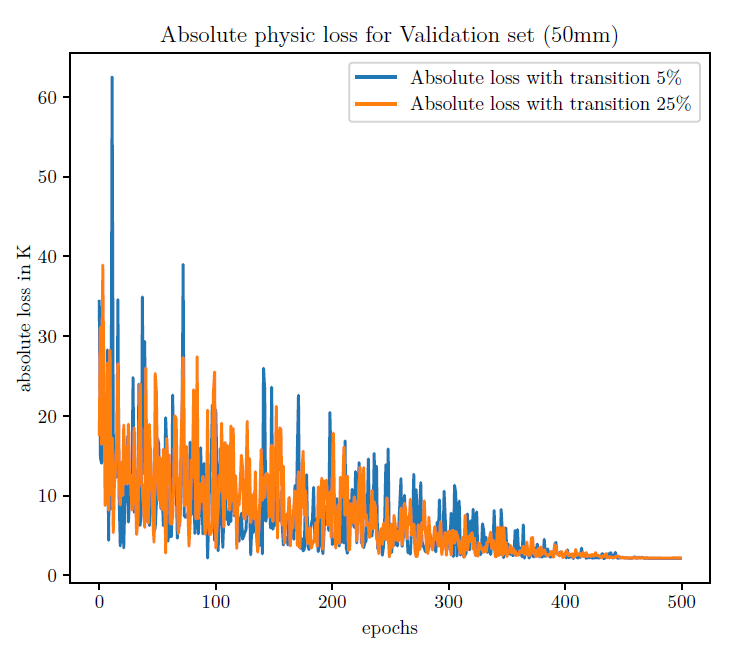 Absolute physic loss for Validation set (50mm)
Absolute loss with transition 5%
Absolute loss with transition 25%
absolute loss in K
60
50
40
30
20
10
0
0 100 200 300 400 500
epochs